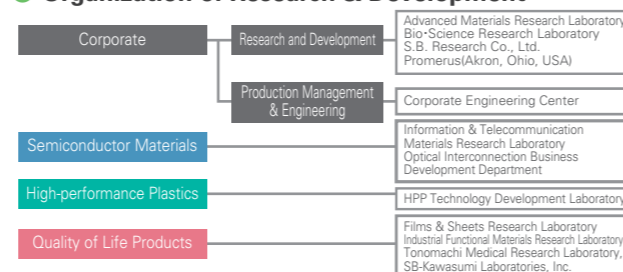 Organization of Research & Development
Corporate
Research and Development
Advanced Materials Research Laboratory
Bio・Science Research Laboratory
S.B. Research Co., Ltd.
Promerus(Akron, Ohio, USA)
Production Management
& Engineering
Corporate Engineering Center
Semiconductor Materials
Information & Telecommunication
Materials Research Laboratory
Optical Interconnection Business
Development Department
High-performance Plastics
HPP Technology Development Laboratory
Quality of Life Products
Films & Sheets Research Laboratory
Industrial Functional Materials Research Laboratory
Tonomachi Medical Research Laboratory,
SB-Kawasumi Laboratories, Inc.